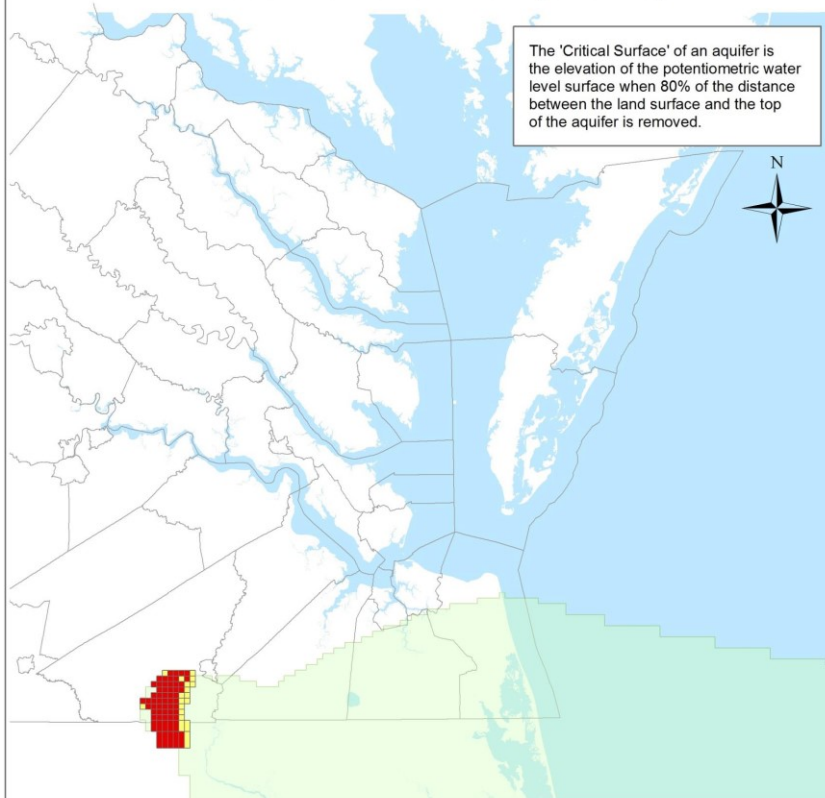 The 'Critical Surface' of an aquifer is
the elevation of the potentiometric water
level surface when 80% of the distance
between the land surface and the top
of the aquifer is removed.
N